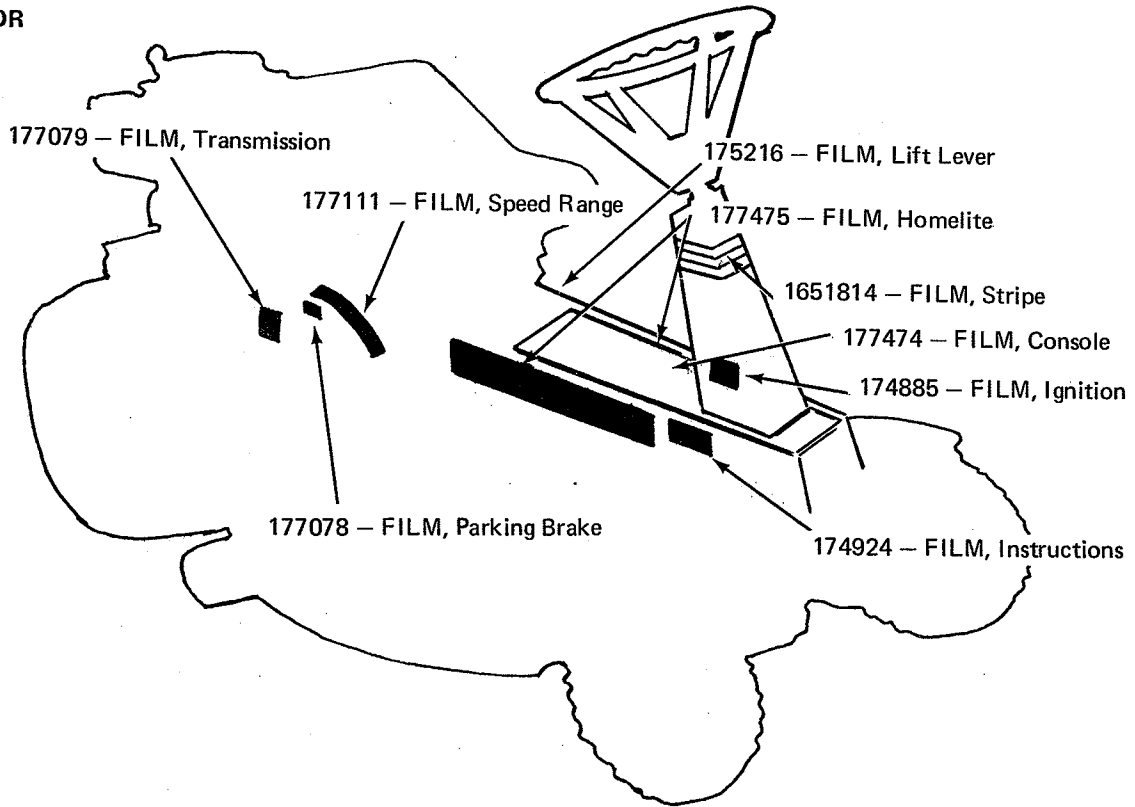 OR
177079 — FILM, Transmission
175216 — FILM, Lift Lever
177111 — FILM, Speed Range
177475 — FILM, Homelite
1651814 — FILM, Stripe
177474 — FILM, Console
174885 — FILM, Ignition
177078 — FILM, Parking Brake
174924 — FILM, Instructions